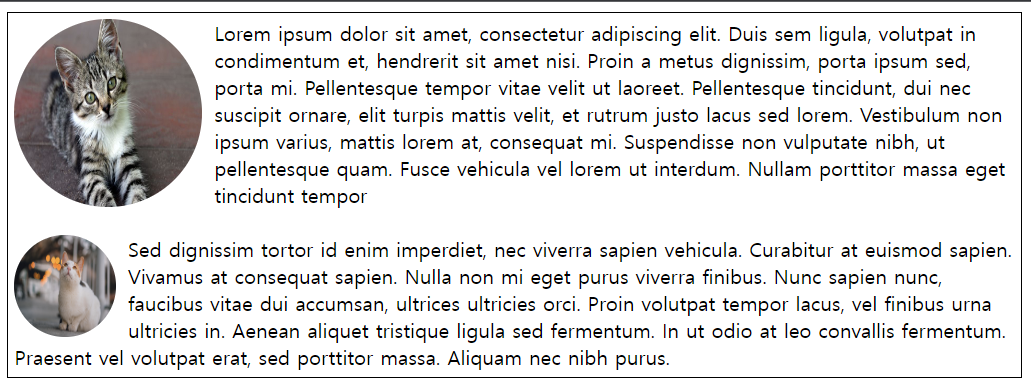 Lorem ipsum dolor sit amet, consectetur adipiscing elit. Duis sem ligula, volutpat in
condimentum et, hendrerit sit amet nisi. Proin a metus dignissim, porta ipsum sed,
porta mi. Pellentesque tempor vitae velit ut laoreet. Pellentesque tincidunt, dui nec
suscipit ornare, elit turpis mattis velit, et rutrum justo lacus sed lorem. Vestibulum non
ipsum varius, mattis lorem at, consequat mi. Suspendisse non vulputate nibh, ut
pellentesque quam. Fusce vehicula vel lorem ut interdum. Nullam porttitor massa eget
tincidunt tempor
Sed dignissim tortor id enim imperdiet, nec viverra sapien vehicula. Curabitur at euismod sapien.
Vivamus at consequat sapien. Nulla non mi eget purus viverra finibus. Nunc sapien nunc,
faucibus vitae dui accumsan, ultrices ultricies orci. Proin volutpat tempor lacus, vel finibus urna
ultricies in. Aenean aliquet tristique ligula sed fermentum. In ut odio at leo convallis fermentum.
Praesent vel volutpat erat, sed porttitor massa. Aliquam nec nibh purus.